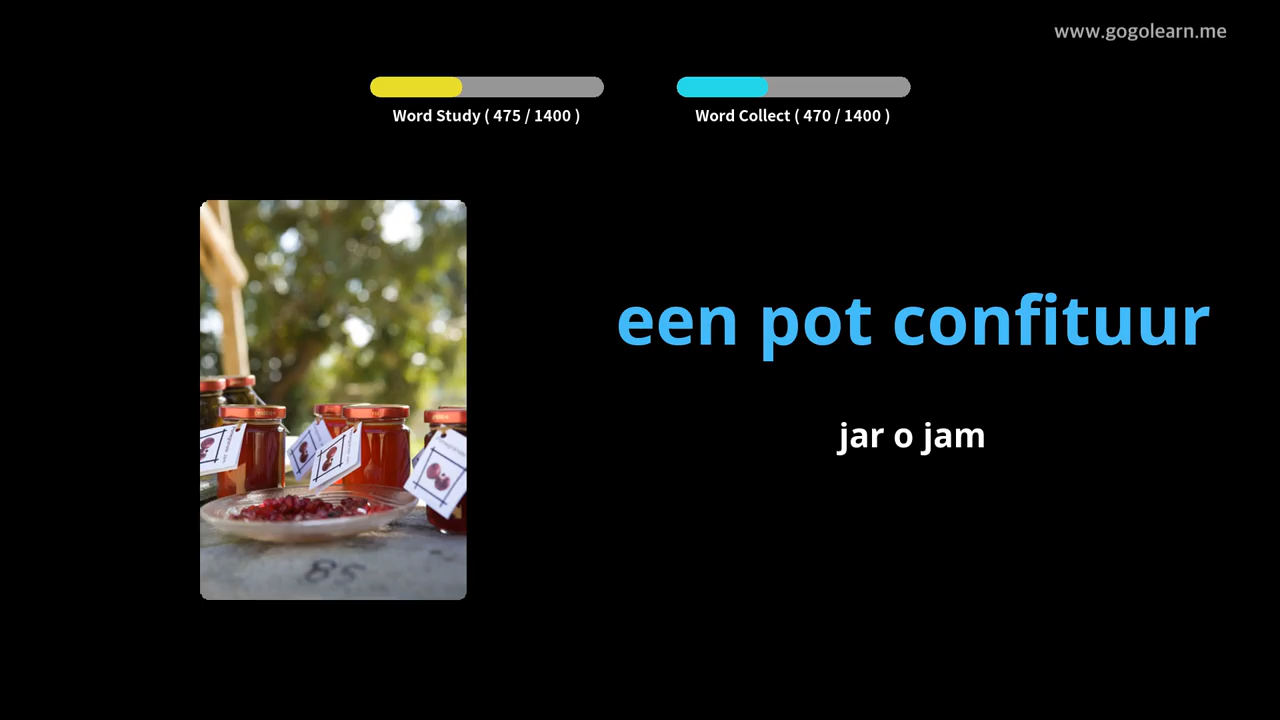 www.gogolearn.me
Word Study ( 475 / 1400 )
Word Collect ( 470 / 1400 )
een pot confituur
jar o jam
85